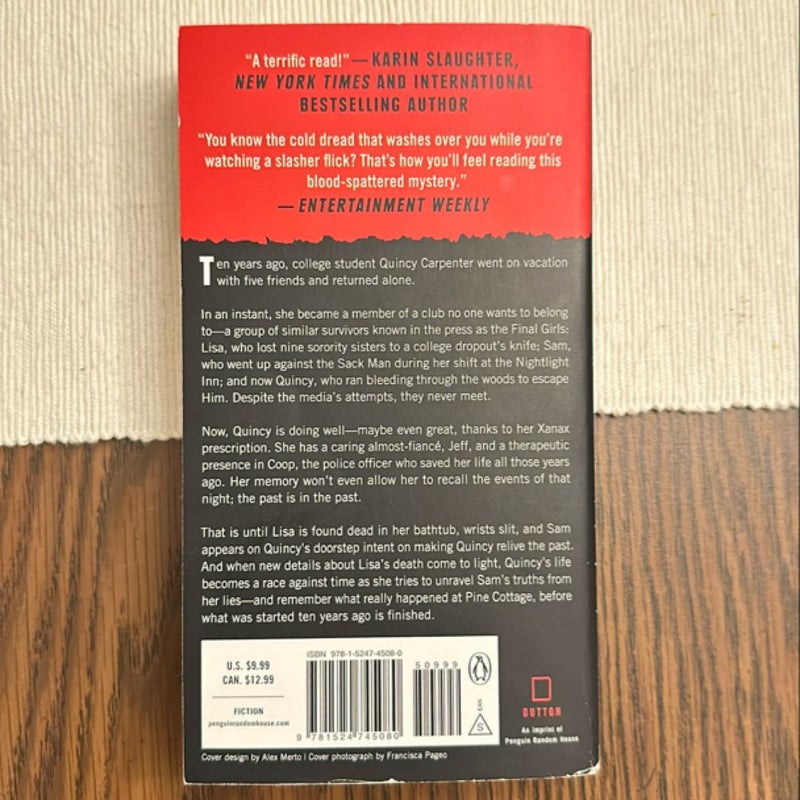 “A terrific read!”—KARIN SLAUGHTER,
NEW YORK TIMES AND INTERNATIONAL
BESTSELLING AUTHOR
“You know the cold dread that washes over you while you’re
watching a slasher flick? That’s how you’ll feel reading this
blood-spattered mystery.”
—ENTERTAINMENT WEEKLY
Ten years ago, college student Quincy Carpenter went on vacation
with five friends and returned alone.
In an instant, she became a member of a club no one wants to belong
to—a group of similar survivors known in the press as the Final Girls:
Lisa, who lost nine sorority sisters to a college dropout’s knife; Sam,
who went up against the Sack Man during her shift at the Nightlight
Inn; and now Quincy, who ran bleeding through the woods to escape
Him. Despite the media’s attempts, they never meet.
Now, Quincy is doing well—maybe even great, thanks to her Xanax
prescription. She has a caring almost-fiancé, Jeff, and a therapeutic
presence in Coop, the police officer who saved her life all those years
ago. Her memory won’t even allow her to recall the events of that
night; the past is in the past.
That is until Lisa is found dead in her bathtub, wrists slit, and Sam
appears on Quincy’s doorstep intent on making Quincy relive the past.
And when new details about Lisa’s death come to light, Quincy’s life
becomes a race against time as she tries to unravel Sam’s truths from
her lies—and remember what really happened at Pine Cottage, before
what was started ten years ago is finished.
U.S. $9.99
CAN. $12.99
FICTION
penguinrandomhouse.com
ISBN 978-1-5247-4508-0
50999
9 781524 745080
EAN
S
DUTTON
An imprint of
Penguin Random House
Cover design by Alex Merto | Cover photograph by Francisca Pageo